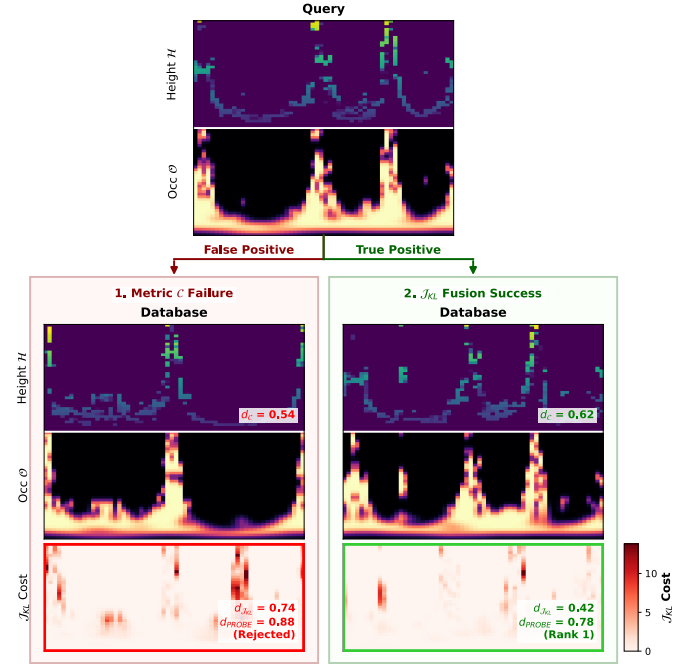 Query
Height ℋ
Occ 𝒪
False Positive
True Positive
1. Metric 𝒞 Failure
Database
Height ℋ
d𝒞 = 0.54
Occ 𝒪
𝒥KL Cost
d𝒥KL = 0.74
dPROBE = 0.88
(Rejected)
2. 𝒥KL Fusion Success
Database
d𝒞 = 0.62
d𝒥KL = 0.42
dPROBE = 0.78
(Rank 1)
10
5
0
𝒥KL Cost